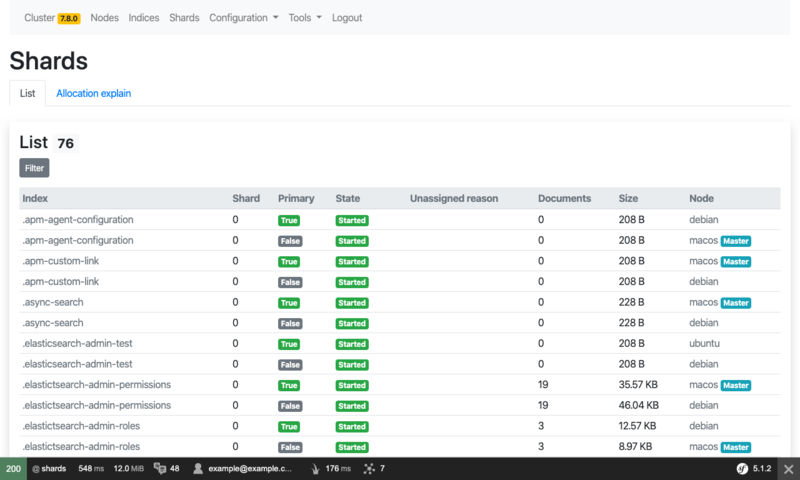 Cluster 7.8.0 Nodes Indices Shards Configuration Tools Logout
Shards
List Allocation explain
List 76
Filter
Index Shard Primary State Unassigned reason Documents Size Node
.apm-agent-configuration 0 True Started 0 208 B debian
.apm-agent-configuration 0 False Started 0 208 B macos Master
.apm-custom-link 0 True Started 0 208 B macos Master
.apm-custom-link 0 False Started 0 208 B debian
.async-search 0 True Started 0 228 B macos Master
.async-search 0 False Started 0 228 B debian
.elasticsearch-admin-test 0 True Started 0 208 B ubuntu
.elasticsearch-admin-test 0 False Started 0 208 B debian
.elastictsearch-admin-permissions 0 True Started 19 35.57 KB macos Master
.elastictsearch-admin-permissions 0 False Started 19 46.04 KB debian
.elastictsearch-admin-roles 0 True Started 3 12.57 KB debian
.elastictsearch-admin-roles 0 False Started 3 8.97 KB macos Master
200 @ shards 548 ms 12.0 MiB 48 example@example.c... 176 ms 7 5.1.2